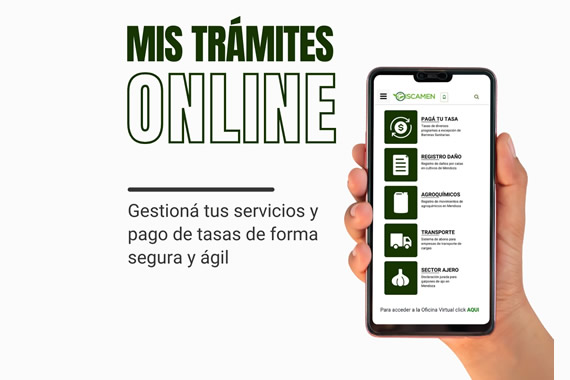 MIS TRÁMITES
ONLINE
Gestioná tus servicios y
pago de tasas de forma
segura y ágil
ISCAMEN
PAGÁ TU TASA
Tasas de diversos
programas a excepción de
Barreras Sanitarias
REGISTRO DAÑO
Registro de daños por
en cultivos de Mendoza
AGROQUÍMICOS
Registro de movimientos de
agroquímicos en Mendoza
TRANSPORTE
Sistema de abono para
empresas de transporte de
cargas
SECTOR AJERO
Declaración jurada para
galpones de ajo en
Mendoza
Para acceder a la Oficina Virtual click AQUI